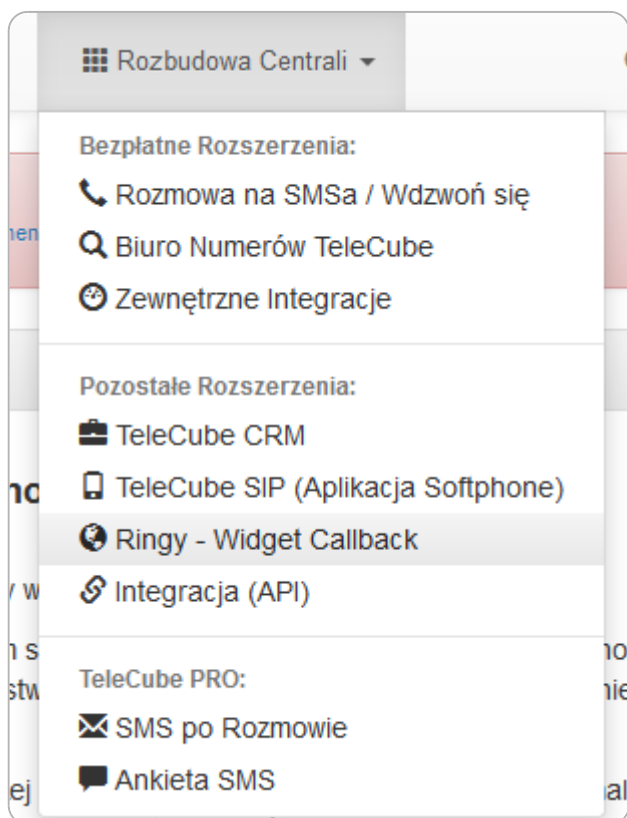 Rozbudowa Centrali
Bezpłatne Rozszerzenia:
Rozmowa na SMSa / Wdzwoń się
Biuro Numerów TeleCube
Zewnętrzne Integracje
Pozostałe Rozszerzenia:
TeleCube CRM
TeleCube SIP (Aplikacja Softphone)
Ringy - Widget Callback
Integracja (API)
TeleCube PRO:
SMS po Rozmowie
Ankieta SMS